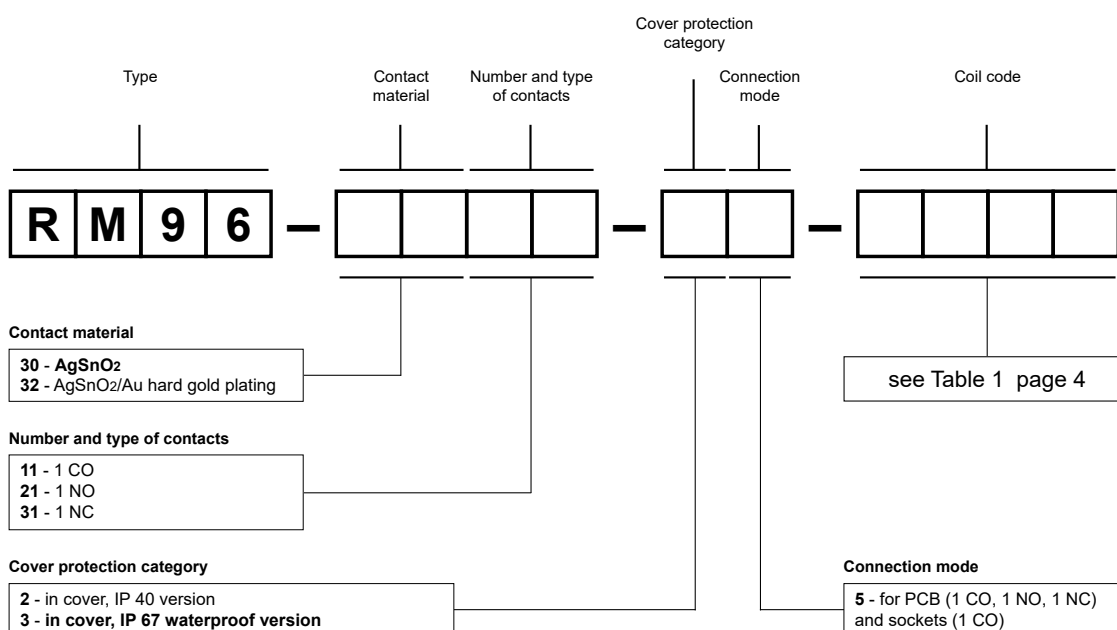 Cover protection
category
Type
Contact
material
Number and type
of contacts
Connection
mode
Coil code
RM96 – –  –
Contact material
30 - AgSnO2
32 - AgSnO2/Au hard gold plating
see Table 1 page 4
Number and type of contacts
11 - 1 CO
21 - 1 NO
31 - 1 NC
Cover protection category
2 - in cover, IP 40 version
3 - in cover, IP 67 waterproof version
Connection mode
5 - for PCB (1 CO, 1 NO, 1 NC)
and sockets (1 CO)